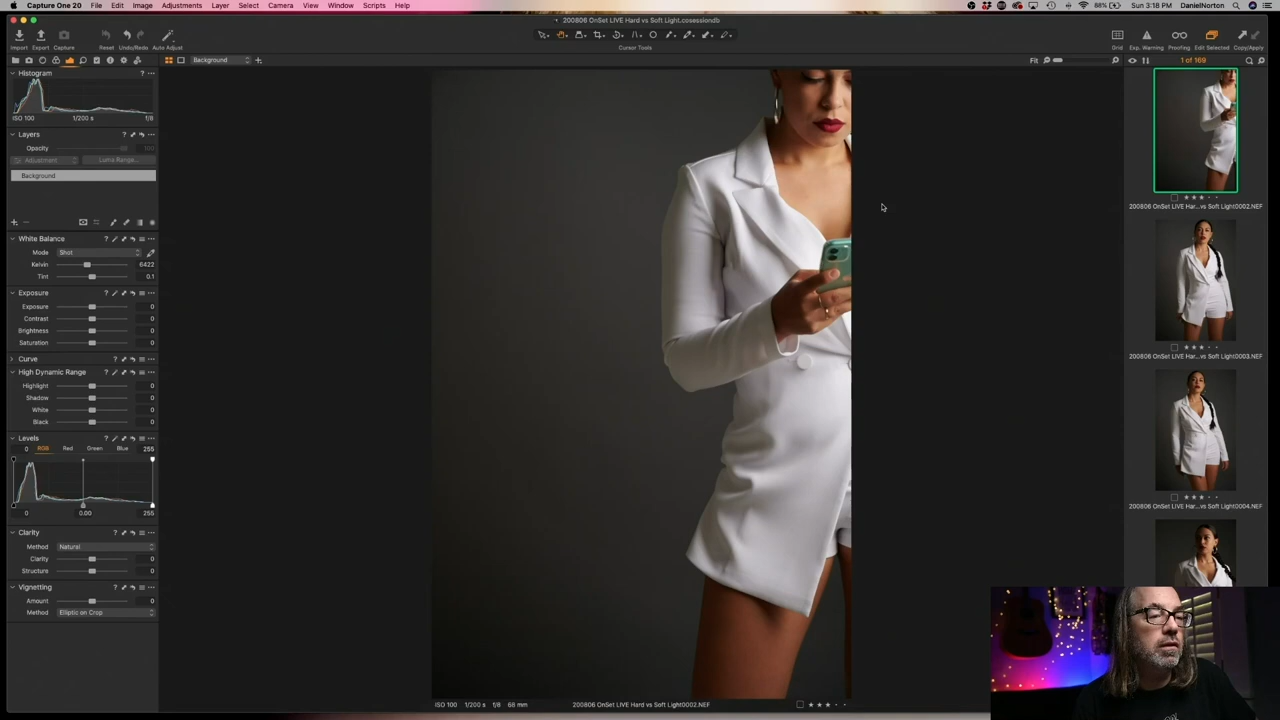 Capture One 20 File Edit Image Adjustments Layer Select Camera View Window Scripts Help 88% Sun 3:18 PM DanielNorton
200806 OnSet LIVE Hard vs Soft Light.cosessiondb
Import Export Capture Reset Undo/Redo Auto Adjust Cursor Tools Grid Exp. Warning Proofing Edit Selected Copy/Apply
Background Fit 1 of 169
Histogram
ISO 100 1/200 s f/8
Layers
Opacity 100
Adjustment Luma Range...
Background
White Balance
Mode Shot
Kelvin 6422
Tint 0.1
Exposure
Exposure 0
Contrast 0
Brightness 0
Saturation 0
Curve
High Dynamic Range
Highlight 0
Shadow 0
White 0
Black 0
Levels
0 RGB Red Green Blue 255
0 0.00 255
Clarity
Method Natural
Clarity 0
Structure 0
Vignetting
Amount 0
Method Elliptic on Crop
ISO 100 1/200 s f/8 68 mm 200806 OnSet LIVE Hard vs Soft Light0002.NEF
200806 OnSet LIVE Har...vs Soft Light0002.NEF
200806 OnSet LIVE Har...vs Soft Light0003.NEF
200806 OnSet LIVE Har...vs Soft Light0004.NEF